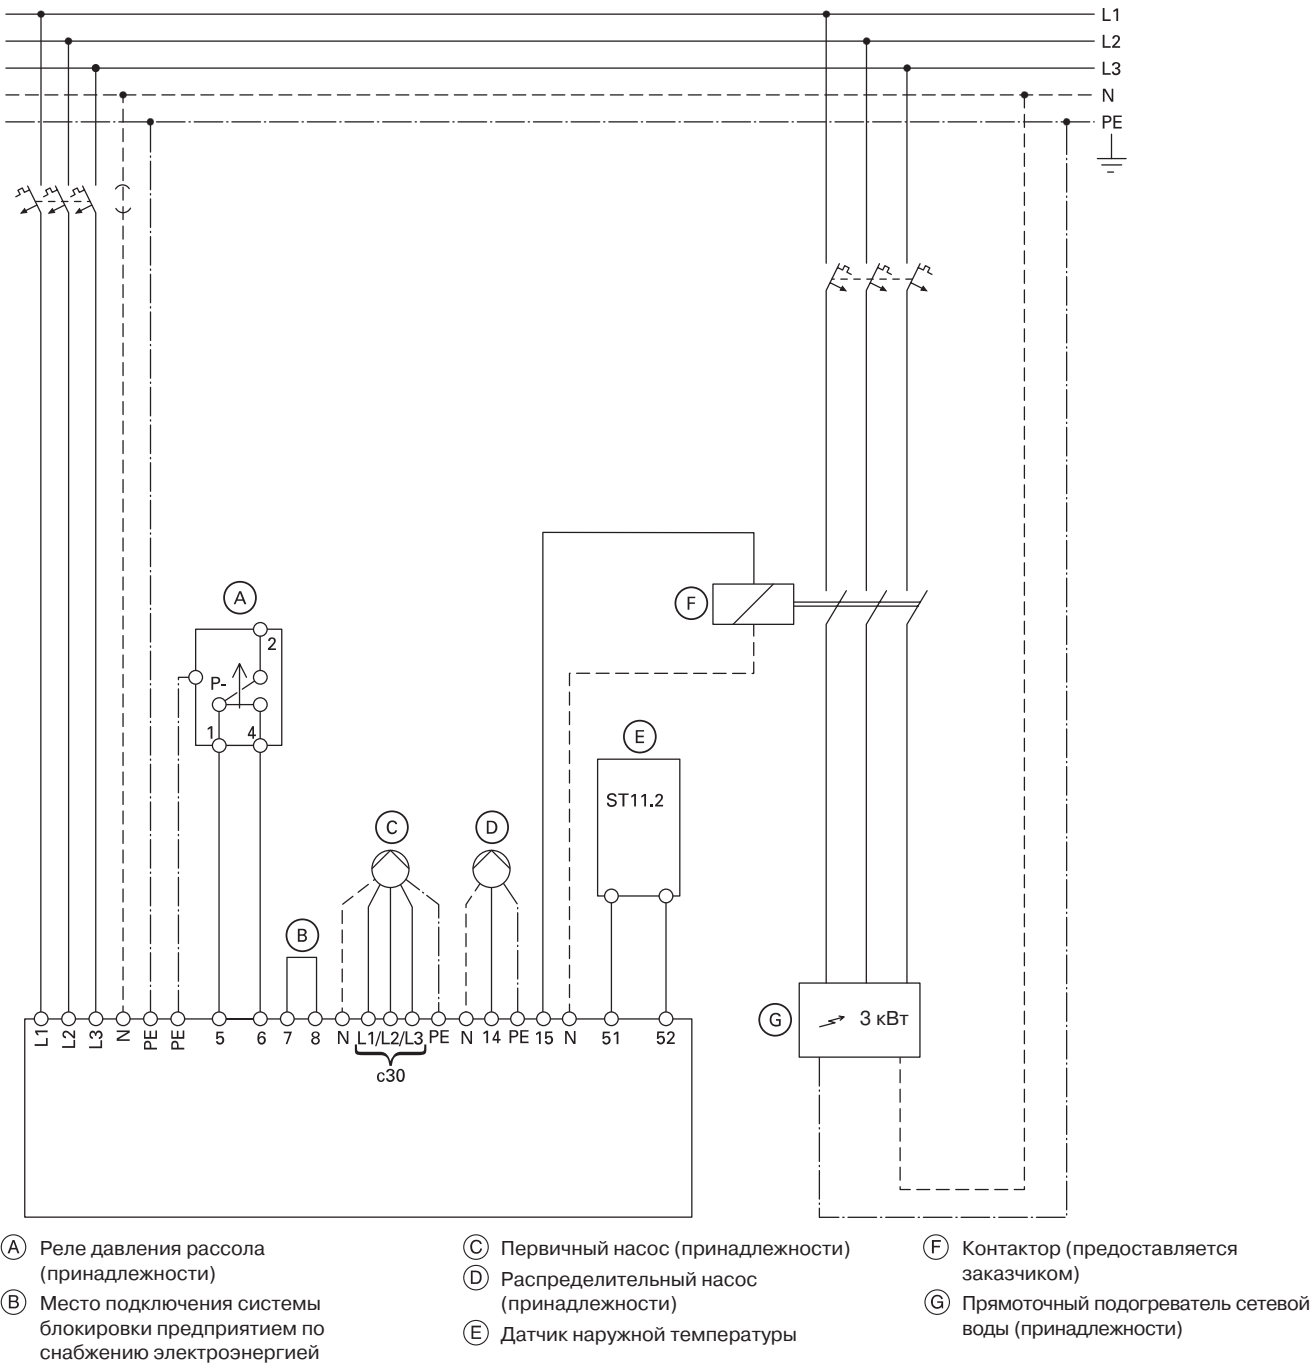 L1
L2
L3
N
PE
A
2
P-
1
4
F
E
ST11.2
C
D
B
G
3 кВт
L1 L2 L3 N PE PE 5 6 7 8 N L1/L2/L3 PE N 14 PE 15 N 51 52
c30
A Реле давления рассола
(принадлежности)
B Место подключения системы
блокировки предприятием по
снабжению электроэнергией
C Первичный насос (принадлежности)
D Распределительный насос
(принадлежности)
E Датчик наружной температуры
F Контактор (предоставляется
заказчиком)
G Прямоточный подогреватель сетевой
воды (принадлежности)